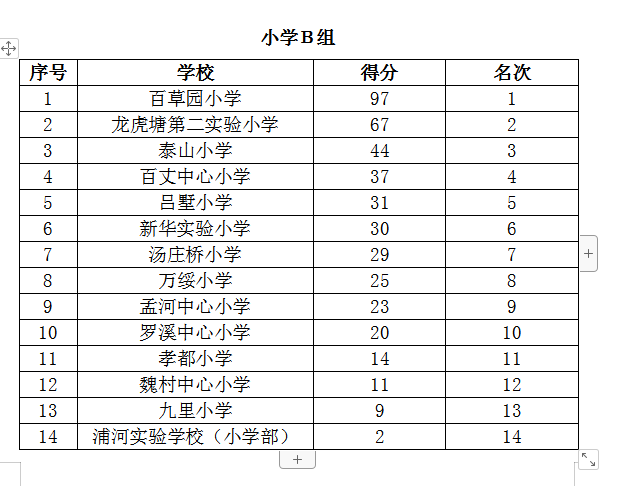 小学B组
序号 学校 得分 名次
1 百草园小学 97 1
2 龙虎塘第二实验小学 67 2
3 泰山小学 44 3
4 百丈中心小学 37 4
5 吕墅小学 31 5
6 新华实验小学 30 6
7 汤庄桥小学 29 7
8 万绥小学 25 8
9 孟河中心小学 23 9
10 罗溪中心小学 20 10
11 孝都小学 14 11
12 魏村中心小学 11 12
13 九里小学 9 13
14 浦河实验学校（小学部） 2 14